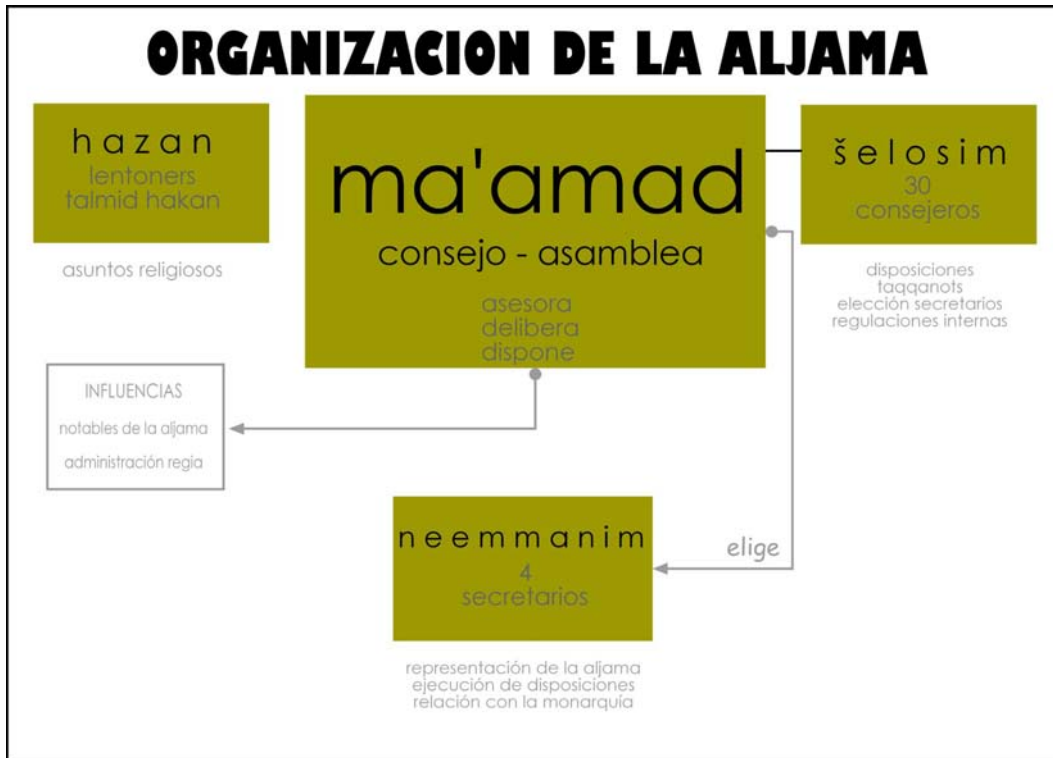 ORGANIZACION DE LA ALJAMA
hazan
lentoners
talmid hakan
asuntos religiosos
ma'amad
consejo - asamblea
asesora
delibera
dispone
šelosim
30
consejeros
disposiciones
taqqanots
elección secretarios
regulaciones internas
INFLUENCIAS
notables de la aljama
administración regia
neemmanim
4
secretarios
elige
representación de la aljama
ejecución de disposiciones
relación con la monarquía